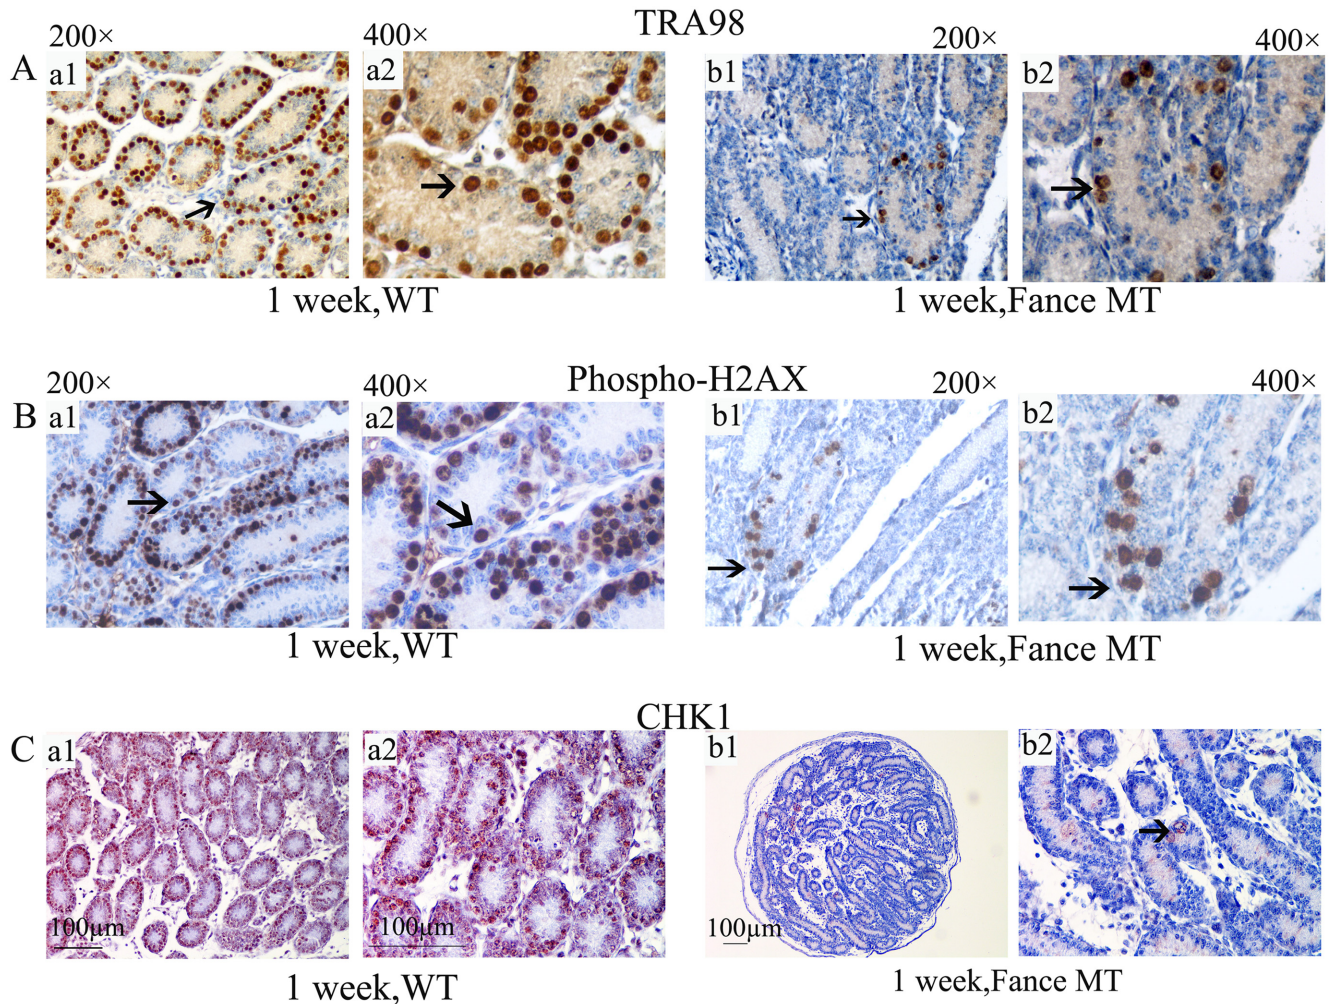 TRA98
200×
400×
200×
400×
A
a1
a2
b1
b2
1 week,WT
1 week,Fance MT
Phospho-H2AX
200×
400×
200×
400×
B
a1
a2
b1
b2
1 week,WT
1 week,Fance MT
CHK1
C
a1
a2
b1
b2
100μm
100μm
100μm
1 week,WT
1 week,Fance MT